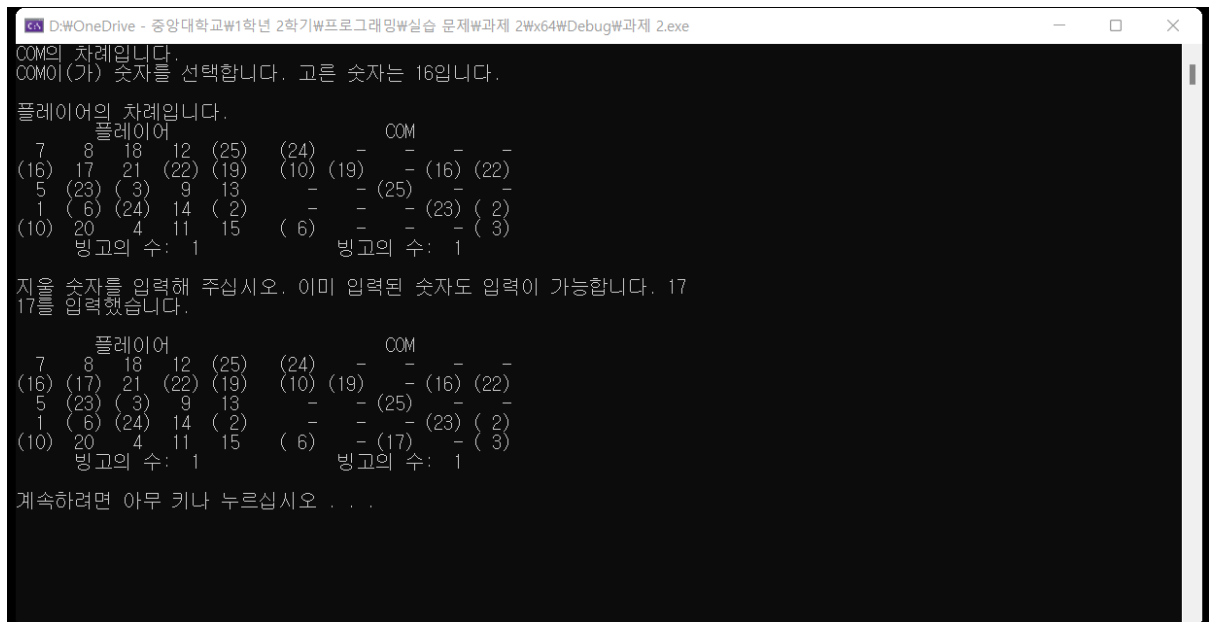 D:₩OneDrive - 중앙대학교₩1학년 2학기₩프로그래밍₩실습 문제₩과제 2₩x64₩Debug₩과제 2.exe
COM의 차례입니다.
COM이(가) 숫자를 선택합니다. 고른 숫자는 16입니다.
플레이어의 차례입니다.
플레이어 COM
7 8 18 12 (25) (24) - - - -
(16) 17 21 (22) (19) (10) (19) - (16) (22)
5 (23) ( 3) 9 13 - - (25) - -
1 ( 6) (24) 14 ( 2) - - - (23) ( 2)
(10) 20 4 11 15 ( 6) - - - ( 3)
빙고의 수: 1 빙고의 수: 1
지울 숫자를 입력해 주십시오. 이미 입력된 숫자도 입력이 가능합니다. 17
17를 입력했습니다.
플레이어 COM
7 8 18 12 (25) (24) - - - -
(16) (17) 21 (22) (19) (10) (19) - (16) (22)
5 (23) ( 3) 9 13 - - (25) - -
1 ( 6) (24) 14 ( 2) - - - (23) ( 2)
(10) 20 4 11 15 ( 6) - (17) - ( 3)
빙고의 수: 1 빙고의 수: 1
계속하려면 아무 키나 누르십시오 . . .